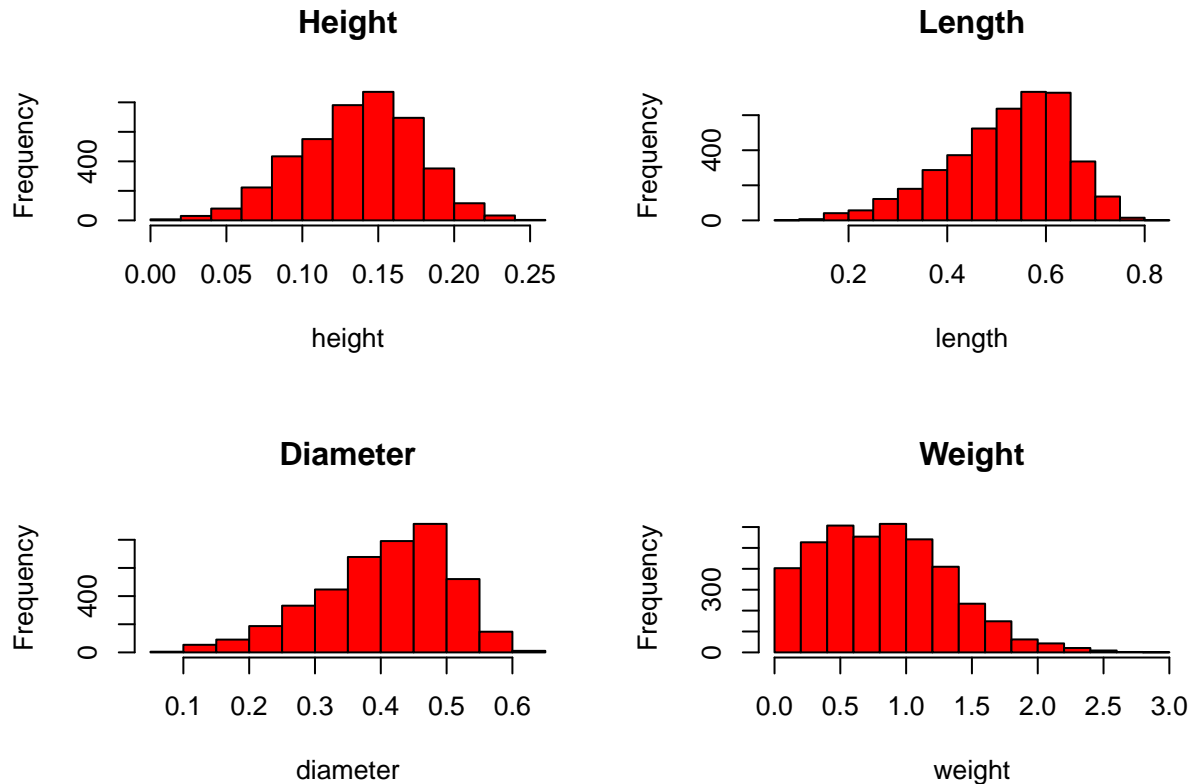 Height
Frequency
0 400
0.00 0.05 0.10 0.15 0.20 0.25
height
Length
Frequency
0 400
0.2 0.4 0.6 0.8
length
Diameter
Frequency
0 400
0.1 0.2 0.3 0.4 0.5 0.6
diameter
Weight
Frequency
0 300
0.0 0.5 1.0 1.5 2.0 2.5 3.0
weight